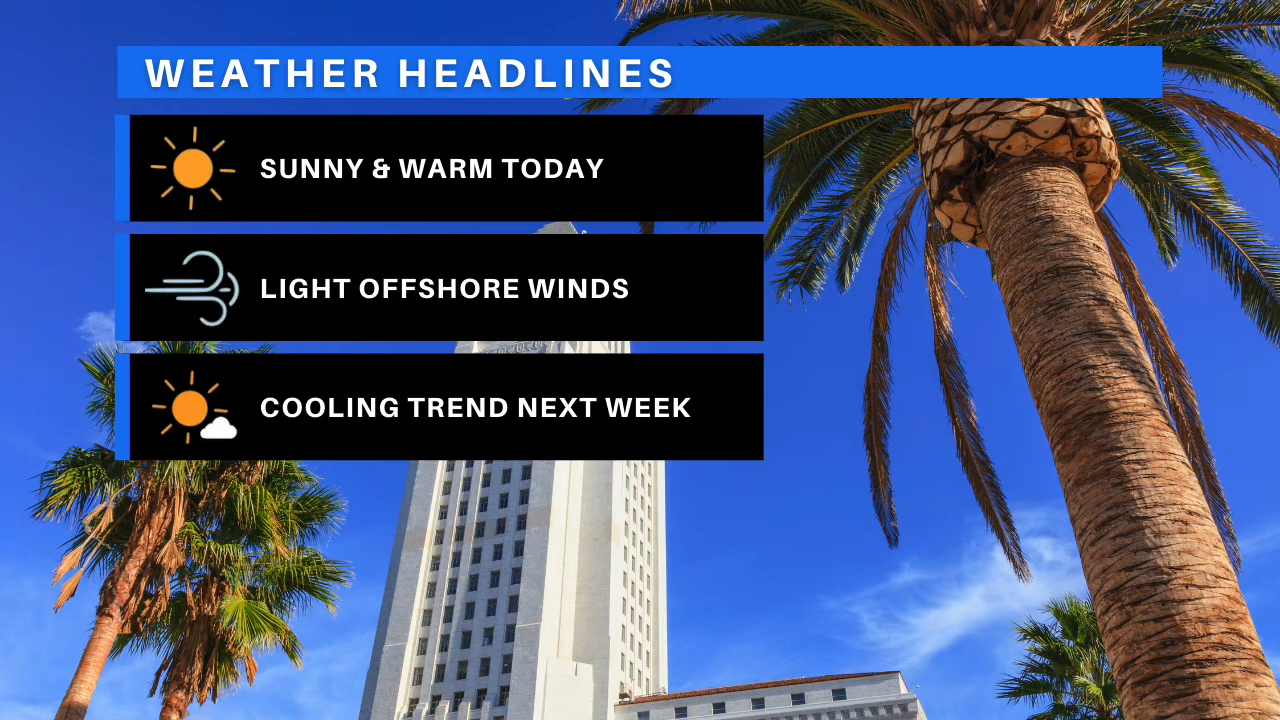 WEATHER HEADLINES
SUNNY & WARM TODAY
LIGHT OFFSHORE WINDS
COOLING TREND NEXT WEEK